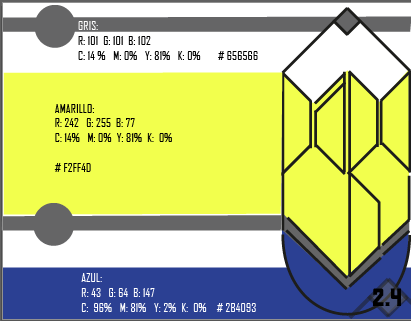 GRIS:
R: 101 G: 101 B: 102
C: 14 % M: 0% Y: 81% K: 0% # 656566
AMARILLO:
R: 242 G: 255 B: 77
C: 14% M: 0% Y: 81% K: 0%
# F2FF4D
AZUL:
R: 43 G: 64 B: 147
C: 96% M: 81% Y: 2% K: 0% # 2B4093
2.4